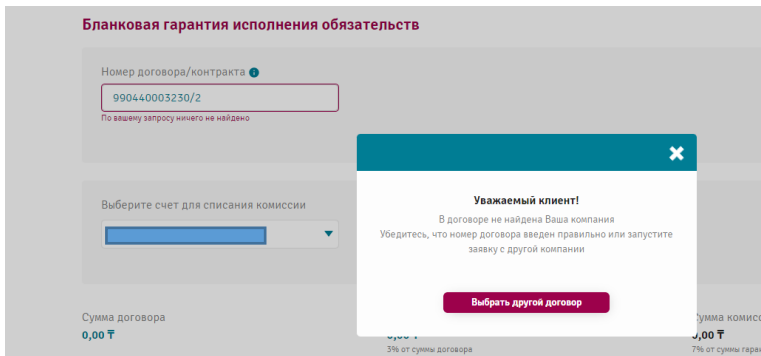 Бланковая гарантия исполнения обязательств
Номер договора/контракта
990440003230/2
По вашему запросу ничего не найдено
Выберите счет для списания комиссии
Уважаемый клиент!
В договоре не найдена Ваша компания
Убедитесь, что номер договора введен правильно или запустите
заявку с другой компании
Выбрать другой договор
Сумма договора
0,00 ₸
3% от суммы договора
Сумма комисс
0,00 ₸
7% от суммы гаран